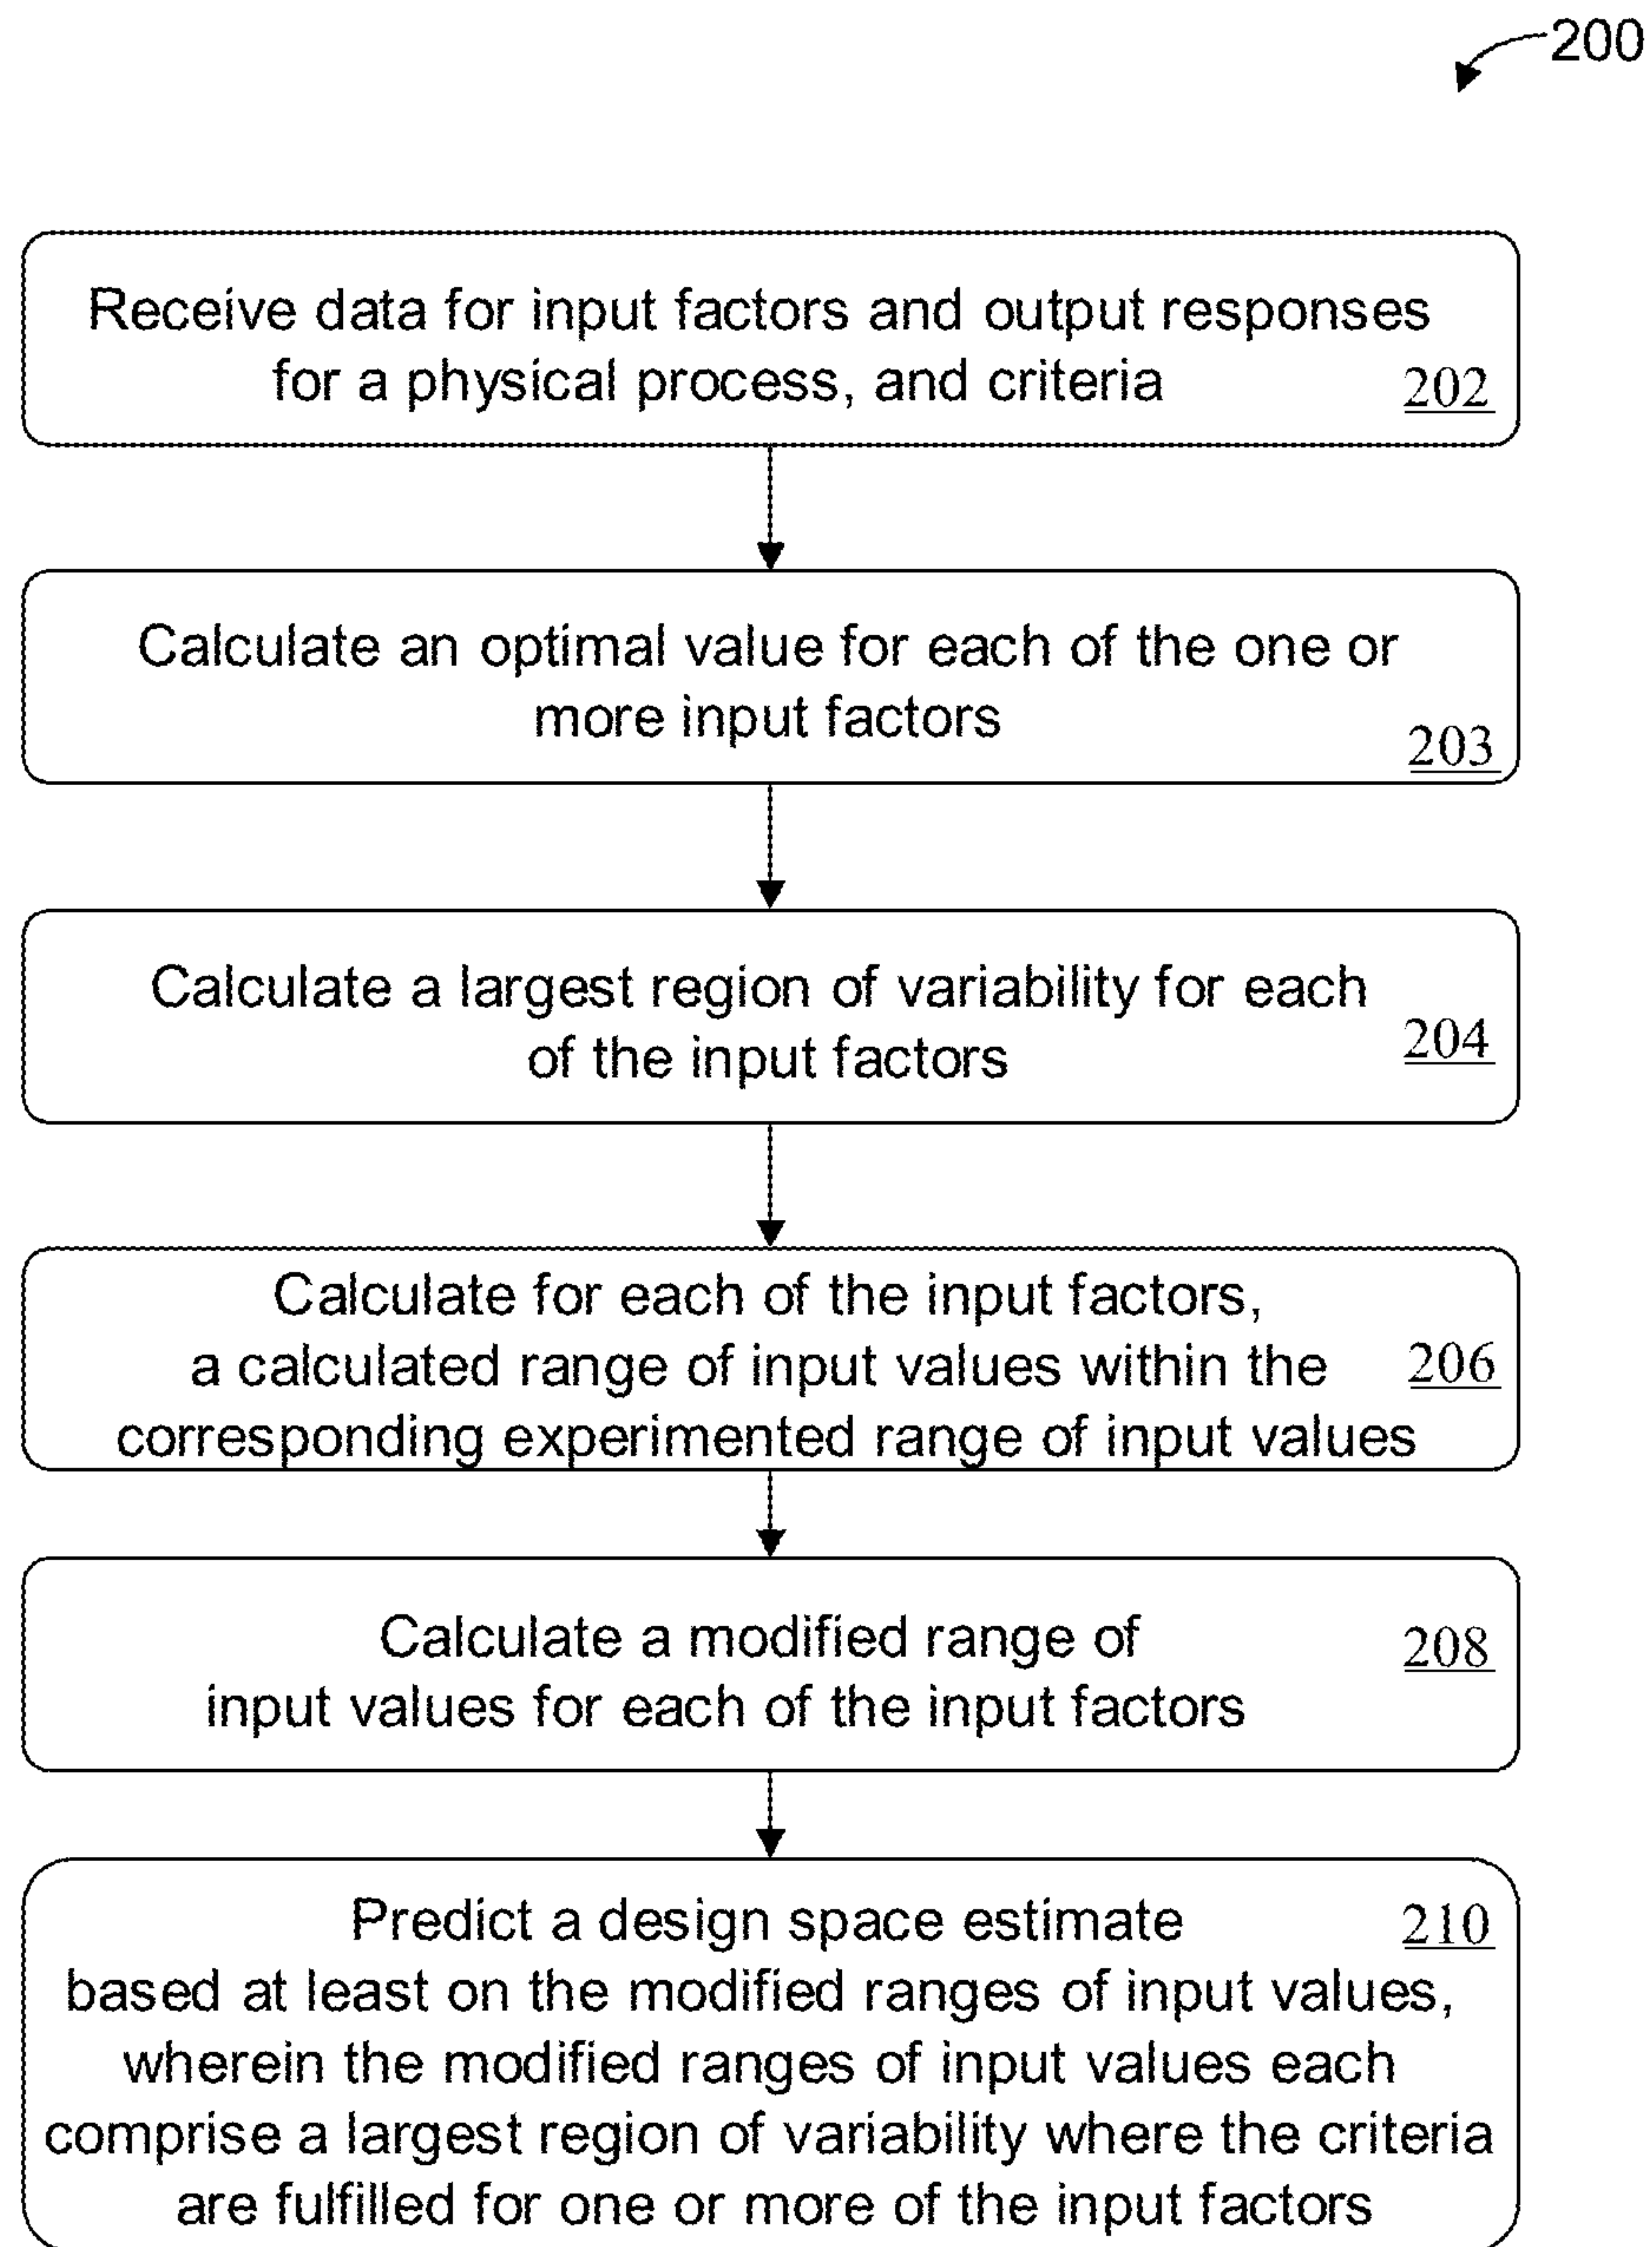 200
Receive data for input factors and output responses
for a physical process, and criteria
202
Calculate an optimal value for each of the one or
more input factors
203
Calculate a largest region of variability for each
of the input factors
204
Calculate for each of the input factors,
a calculated range of input values within the
206
corresponding experimented range of input values
Calculate a modified range of
208
input values for each of the input factors
Predict a design space estimate
210
based at least on the modified ranges of input values,
wherein the modified ranges of input values each
comprise a largest region of variability where the criteria
are fulfilled for one or more of the input factors